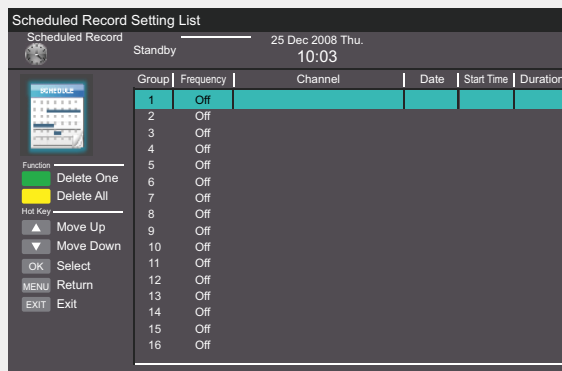 Scheduled Record Setting List
Scheduled Record
Standby
25 Dec 2008 Thu.
10:03
Group Frequency Channel Date Start Time Duration
SCHEDULE
1 Off
2 Off
3 Off
4 Off
5 Off
6 Off
7 Off
8 Off
9 Off
10 Off
11 Off
12 Off
13 Off
14 Off
15 Off
16 Off
Function
Delete One
Delete All
Hot Key
Move Up
Move Down
OK Select
MENU Return
EXIT Exit